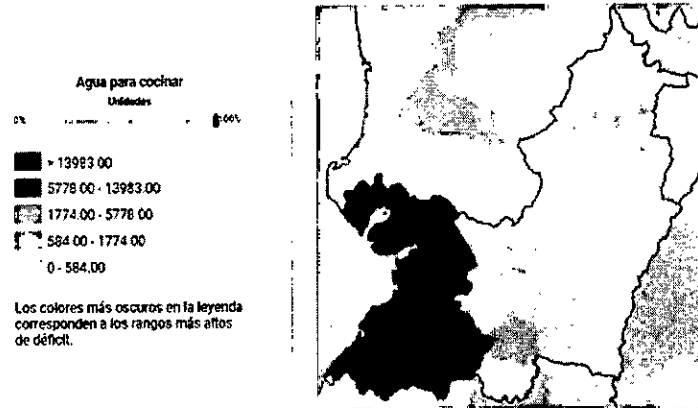 Agua para cocinar
Unidades
0% 100%
> 13983.00
5778.00 - 13983.00
1774.00 - 5778.00
584.00 - 1774.00
0 - 584.00
Los colores más oscuros en la leyenda
corresponden a los rangos más altos
de déficit.